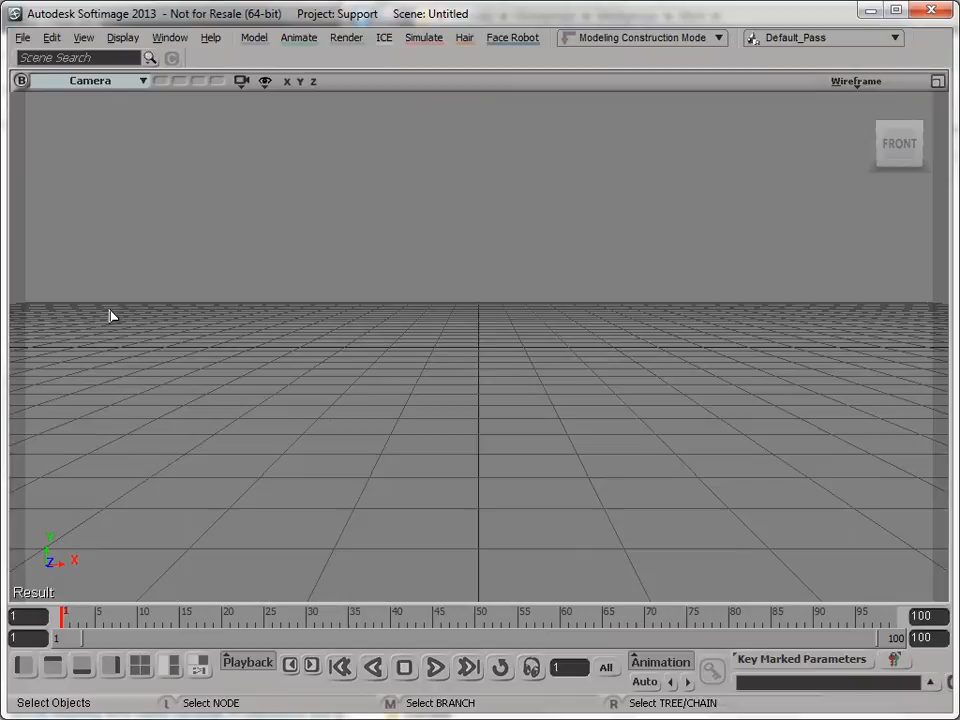 Autodesk Softimage 2013 - Not for Resale (64-bit) Project: Support Scene: Untitled
File Edit View Display Window Help Model Animate Render ICE Simulate Hair Face Robot Modeling Construction Mode Default_Pass
Scene Search C
B Camera X Y Z Wireframe
FRONT
Y
Z X
Result
1 1 5 10 15 20 25 30 35 40 45 50 55 60 65 70 75 80 85 90 95 100
1 1 100 100
Playback 1 All Animation Key Marked Parameters
Auto
Select Objects L Select NODE M Select BRANCH R Select TREE/CHAIN